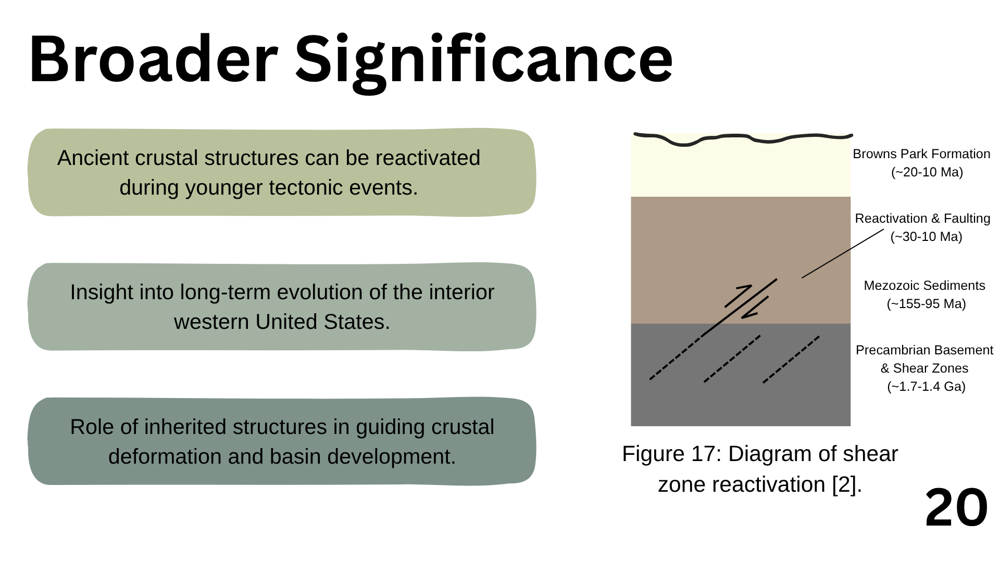 Broader Significance
Ancient crustal structures can be reactivated
during younger tectonic events.
Insight into long-term evolution of the interior
western United States.
Role of inherited structures in guiding crustal
deformation and basin development.
Browns Park Formation
(~20-10 Ma)
Reactivation & Faulting
(~30-10 Ma)
Mezozoic Sediments
(~155-95 Ma)
Precambrian Basement
& Shear Zones
(~1.7-1.4 Ga)
Figure 17: Diagram of shear
zone reactivation [2].
20